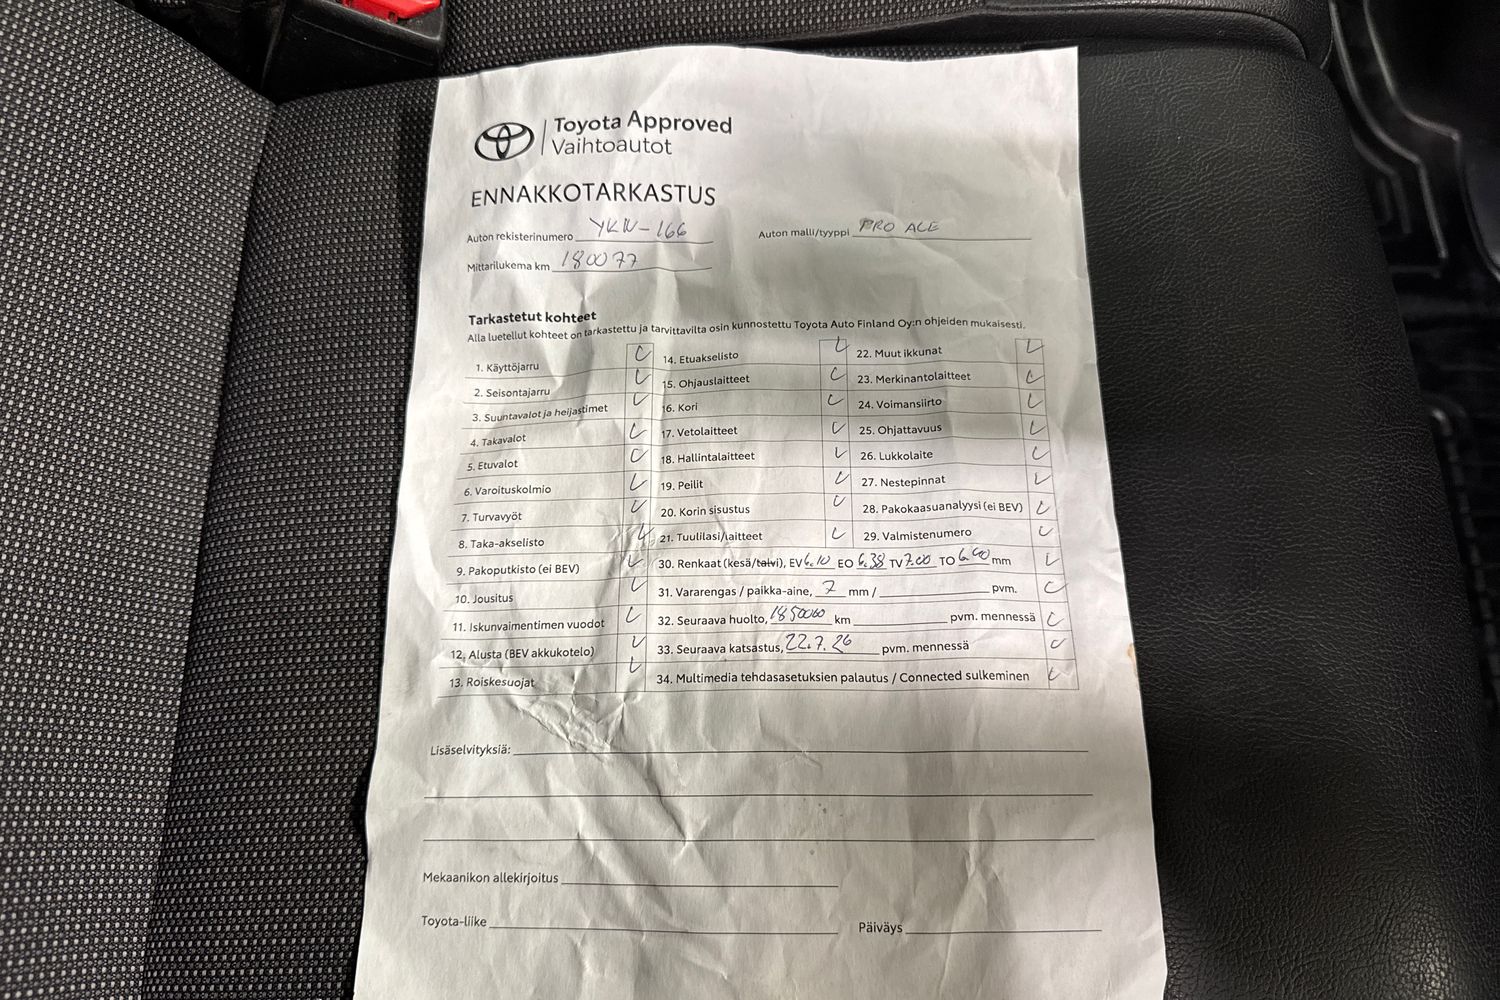 Toyota Approved
Vaihtoautot
ENNAKKOTARKASTUS
Auton rekisterinumero YKN-166 Auton malli/tyyppi PRO ACE
Mittarilukema km 180077
Tarkastetut kohteet
Alla luetellut kohteet on tarkastettu ja tarvittavilta osin kunnostettu Toyota Auto Finland Oy:n ohjeiden mukaisesti.
1. Käyttöjarru
2. Seisontajarru
3. Suuntavalot ja heijastimet
4. Takavalot
5. Etuvalot
6. Varoituskolmio
7. Turvavyöt
8. Taka-akselisto
9. Pakoputkisto (ei BEV)
10. Jousitus
11. Iskunvaimentimen vuodot
12. Alusta (BEV akkukotelo)
13. Roiskesuojat
14. Etuakselisto
15. Ohjauslaitteet
16. Kori
17. Vetolaitteet
18. Hallintalaitteet
19. Peilit
20. Korin sisustus
21. Tuulilasi/laitteet
22. Muut ikkunat
23. Merkinantolaitteet
24. Voimansiirto
25. Ohjattavuus
26. Lukkolaite
27. Nestepinnat
28. Pakokaasuanalyysi (ei BEV)
29. Valmistenumero
30. Renkaat (kesä/talvi), EV 6.10 EO 6.38 TV 7.00 TO 6.40 mm
31. Vararengas / paikka-aine, 7 mm / pvm.
32. Seuraava huolto, km pvm. mennessä
33. Seuraava katsastus, 22.7.26 pvm. mennessä
34. Multimedia tehdasasetuksien palautus / Connected sulkeminen
Lisäselvityksiä:
Mekaanikon allekirjoitus
Toyota-liike Päiväys